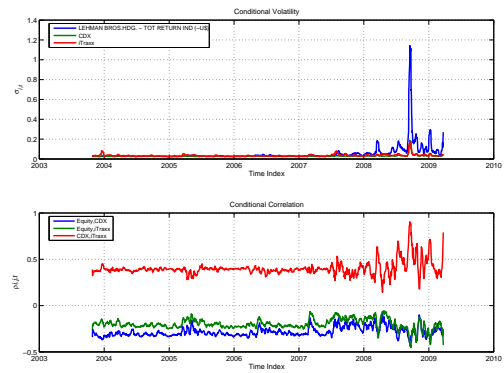 Conditional Volatility
LEHMAN BROS.HDG. − TOT RETURN IND (~US$)
CDX
iTraxx
σi,t
1.4
1.2
1
0.8
0.6
0.4
0.2
0
2003 2004 2005 2006 2007 2008 2009 2010
Time Index
Conditional Correlation
Equity,CDX
Equity,iTraxx
CDX,iTraxx
ρi,j,t
1
0.5
0
−0.5
2003 2004 2005 2006 2007 2008 2009 2010
Time Index